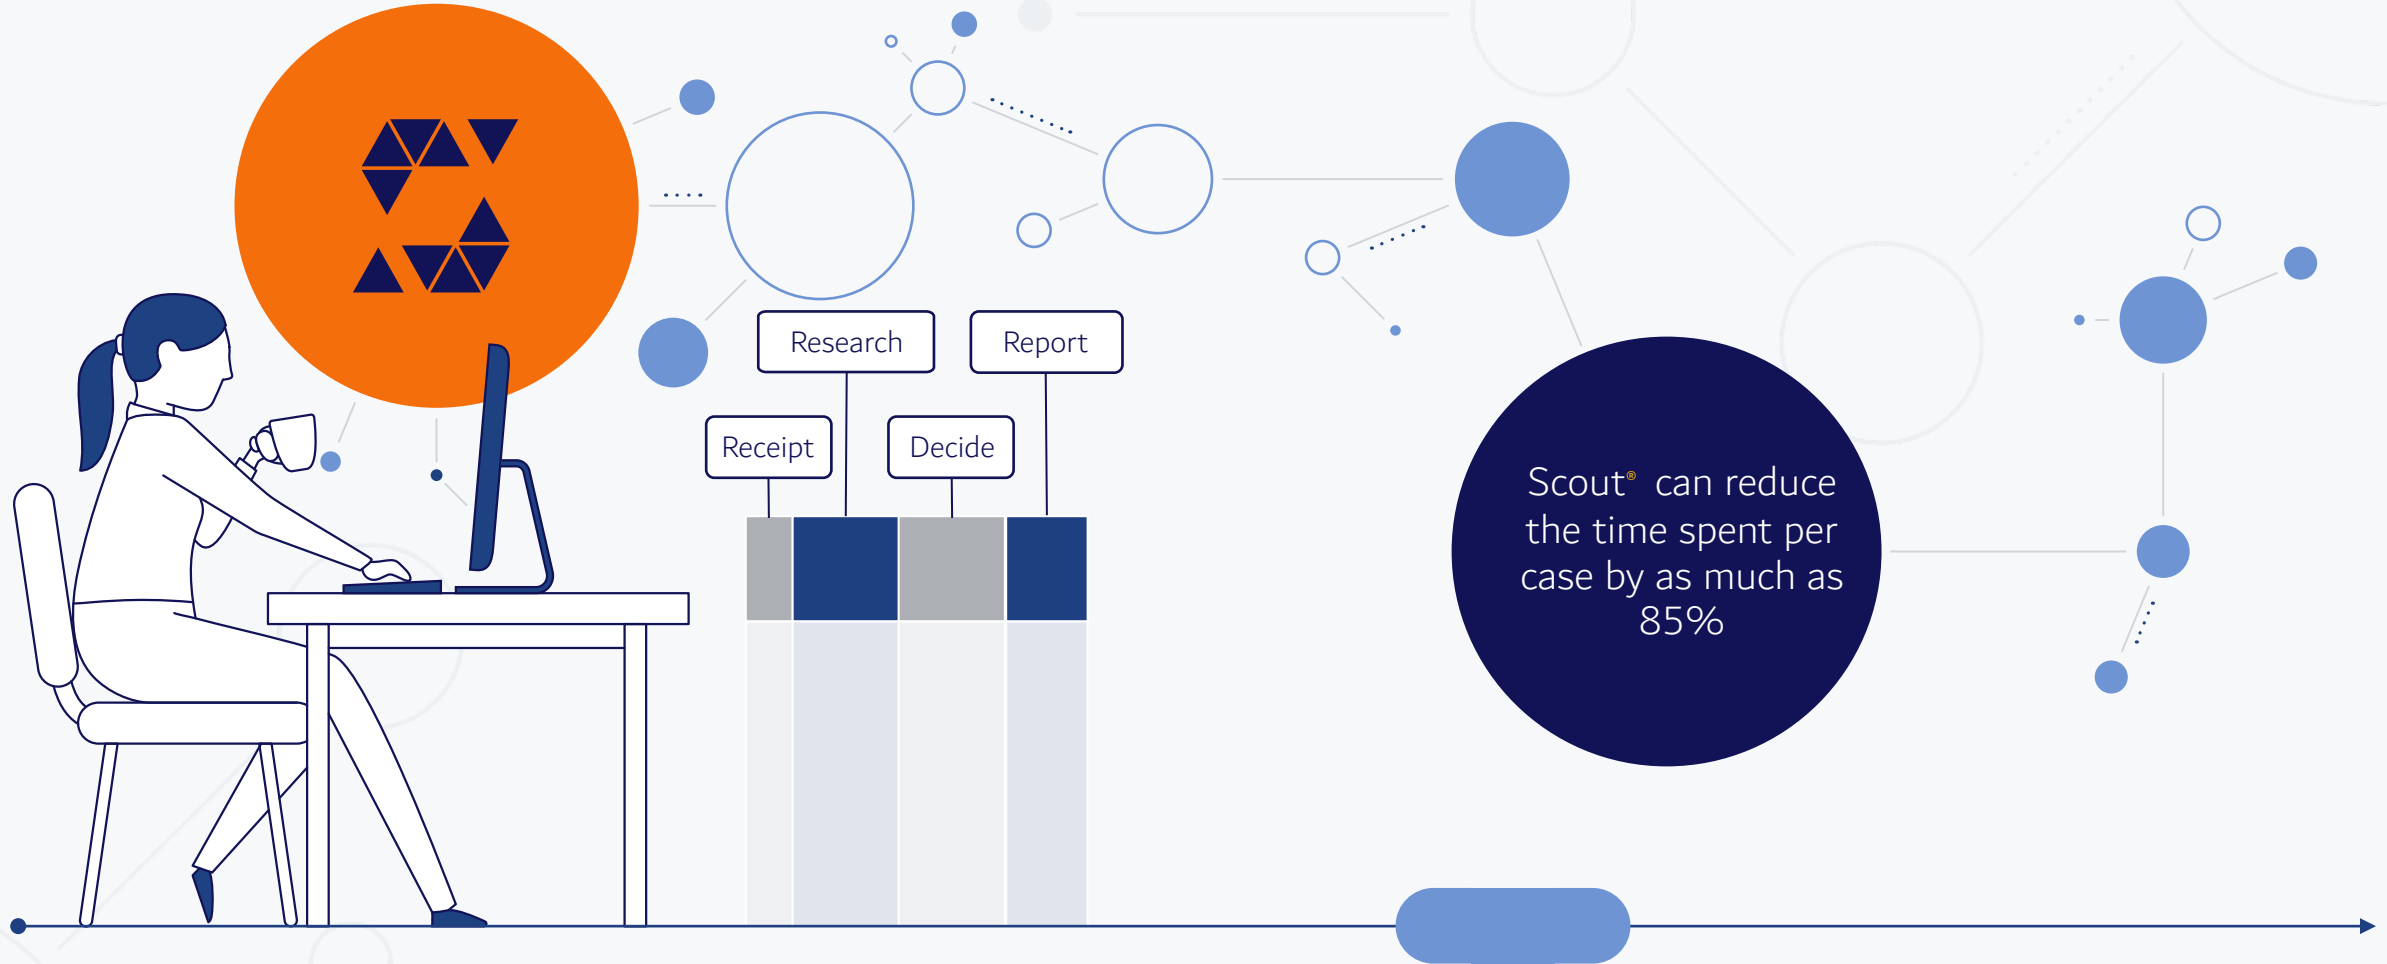 Research
Report
Receipt
Decide
Scout® can reduce
the time spent per
case by as much as
85%